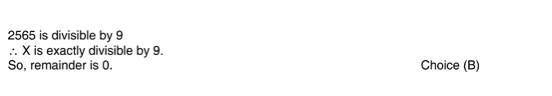 2565 is divisible by 9
∴ X is exactly divisible by 9.
So, remainder is 0. Choice (B)